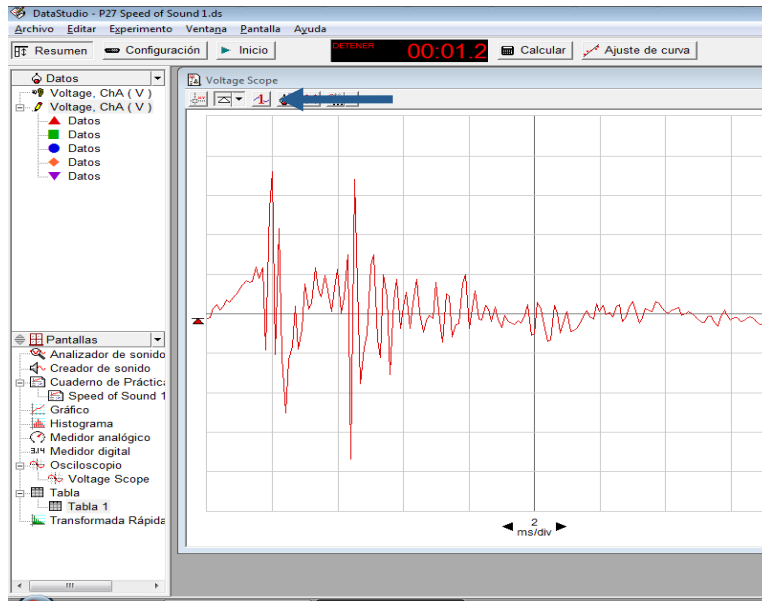 DataStudio - P27 Speed of Sound 1.ds
Archivo Editar Experimento Ventana Pantalla Ayuda
Resumen Configuración Inicio DETENER 00:01.2 Calcular Ajuste de curva
Datos
Voltage, ChA ( V )
Voltage, ChA ( V )
Datos
Datos
Datos
Datos
Datos
Voltage Scope
2
ms/div
Pantallas
Analizador de sonido
Creador de sonido
Cuaderno de Práctica
Speed of Sound 1
Gráfico
Histograma
Medidor analógico
3.14 Medidor digital
Osciloscopio
Voltage Scope
Tabla
Tabla 1
Transformada Rápida